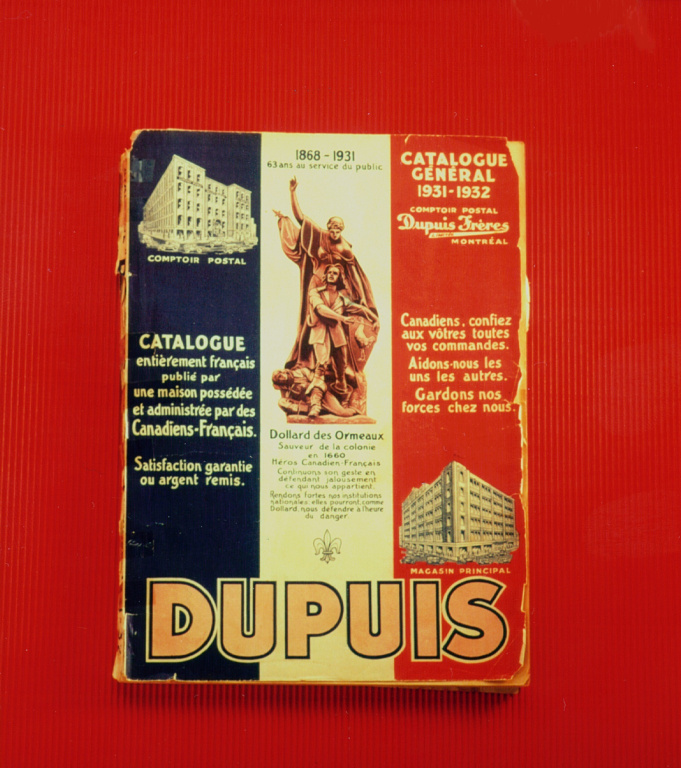 1868 - 1931
63 ans au service du public
CATALOGUE
GÉNÉRAL
1931-1932
COMPTOIR POSTAL
Dupuis Frères
MONTRÉAL
COMPTOIR POSTAL
CATALOGUE
entièrement français
publié par
une maison possédée
et administrée par des
Canadiens-Français.
Satisfaction garantie
ou argent remis.
Canadiens, confiez
aux vôtres toutes
vos commandes.
Aidons-nous les
uns les autres.
Gardons nos
forces chez nous.
Dollard des Ormeaux
Sauveur de la colonie
en 1660
Héros Canadien-Français
Continuons son geste en
défendant jalousement
ce qui nous appartient.
Rendons fortes nos institutions
nationales: elles pourront, comme
Dollard, nous défendre à l'heure
du danger.
MAGASIN PRINCIPAL
DUPUIS